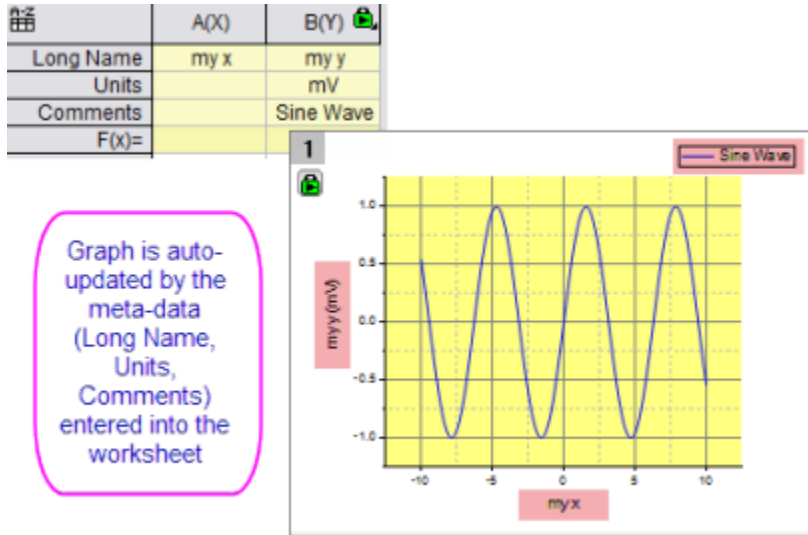 A(X) B(Y)
Long Name my x my y
Units mV
Comments Sine Wave
F(x)=
1
Sine Wave
Graph is auto-
updated by the
meta-data
(Long Name,
Units,
Comments)
entered into the
worksheet
my y (mV)
1.0
0.5
0.0
-0.5
-1.0
-10 -5 0 5 10
my x